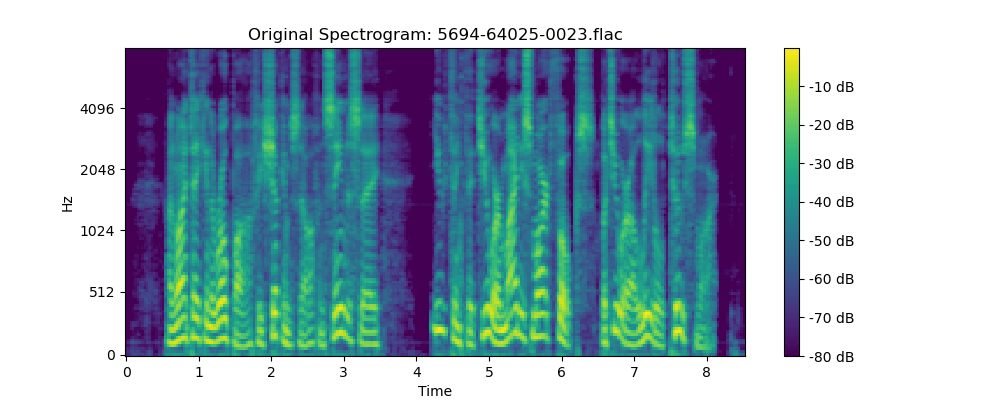 Original Spectrogram: 5694-64025-0023.flac
Hz
4096
2048
1024
512
0
0 1 2 3 4 5 6 7 8
Time
-10 dB
-20 dB
-30 dB
-40 dB
-50 dB
-60 dB
-70 dB
-80 dB